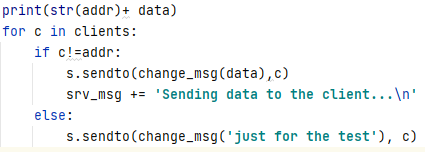 print(str(addr)+ data)
for c in clients:
    if c!=addr:
        s.sendto(change_msg(data),c)
        srv_msg += 'Sending data to the client...\n'
    else:
        s.sendto(change_msg('just for the test'), c)